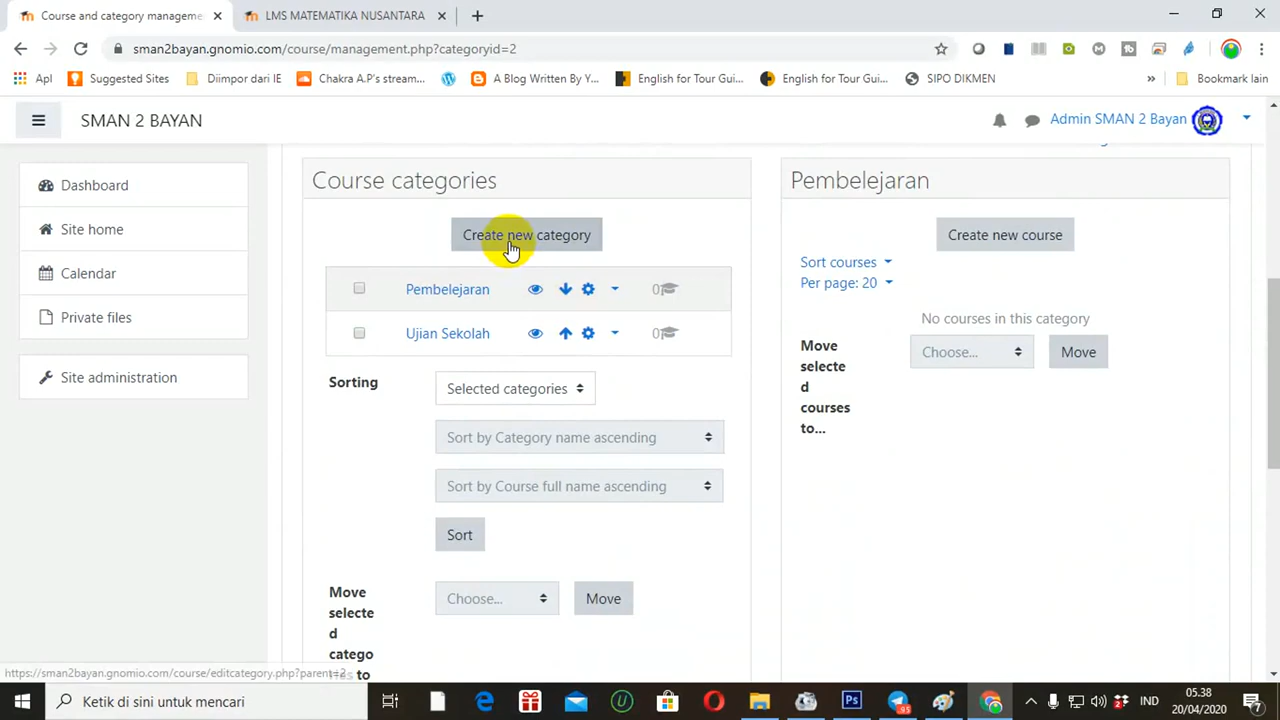 Course and category manageme
LMS MATEMATIKA NUSANTARA
sman2bayan.gnomio.com/course/management.php?categoryid=2
Apl
Suggested Sites
Diimpor dari IE
Chakra A.P's stream...
A Blog Written By Y...
English for Tour Gui...
English for Tour Gui...
SIPO DIKMEN
»
Bookmark lain
SMAN 2 BAYAN
Admin SMAN 2 Bayan
Dashboard
Site home
Calendar
Private files
Site administration
Course categories
Create new category
Pembelajaran
0
Ujian Sekolah
0
Sorting
Selected categories
Sort by Category name ascending
Sort by Course full name ascending
Sort
Move
selecte
d
catego
Choose...
Move
Pembelajaran
Create new course
Sort courses
Per page: 20
No courses in this category
Move
selecte
d
courses
to...
Choose...
Move
https://sman2bayan.gnomio.com/course/editcategory.php?parent=2
Ketik di sini untuk mencari
95
IND
05.38
20/04/2020
7